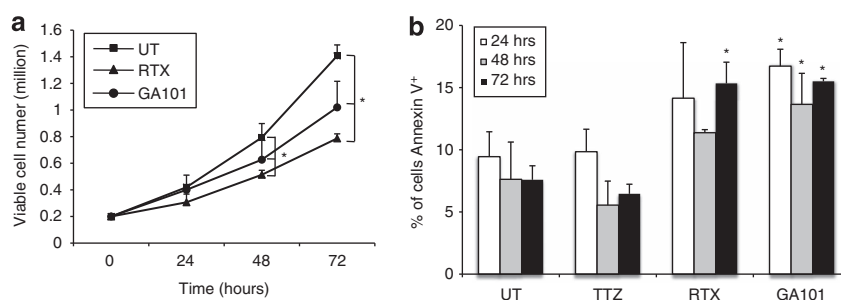 a
Viable cell numer (million)
1.6
1.4
1.2
1
0.8
0.6
0.4
0.2
0
UT
RTX
GA101
*
*
0 24 48 72
Time (hours)
b
% of cells Annexin V+
20
15
10
5
0
24 hrs
48 hrs
72 hrs
* * * *
UT TTZ RTX GA101